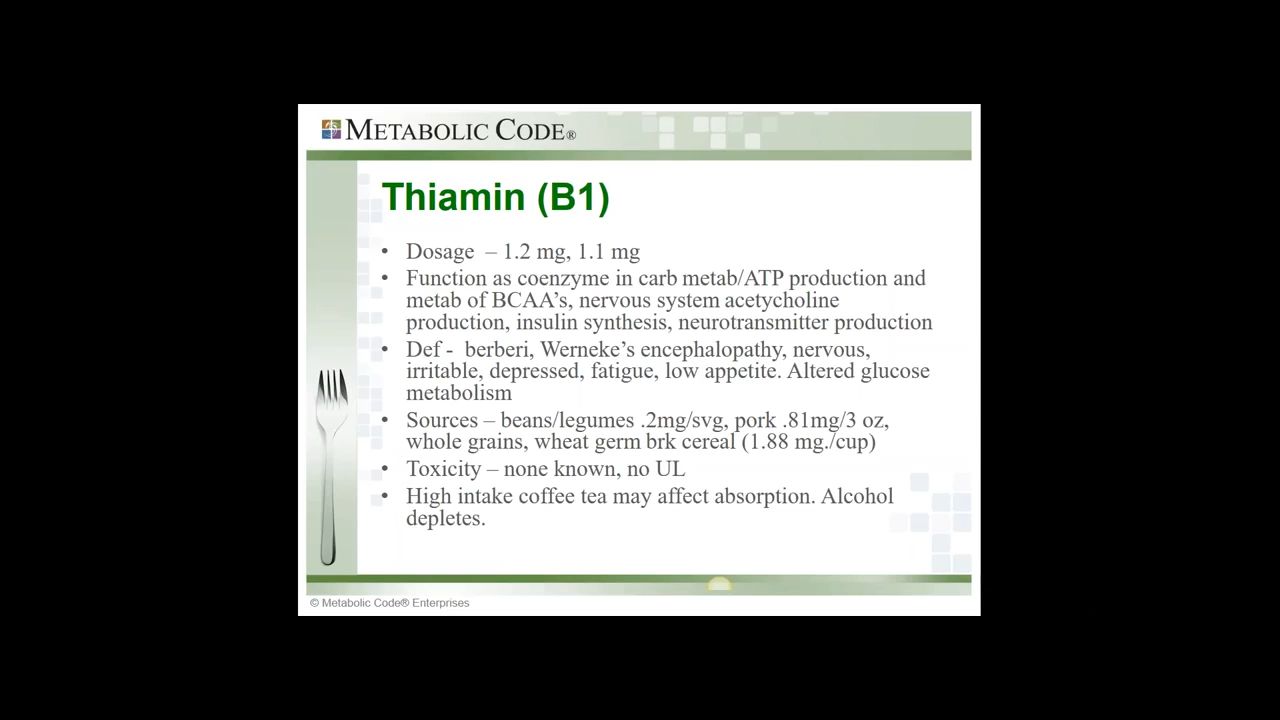 METABOLIC CODE®
Thiamin (B1)
• Dosage – 1.2 mg, 1.1 mg
• Function as coenzyme in carb metab/ATP production and
metab of BCAA's, nervous system acetycholine
production, insulin synthesis, neurotransmitter production
• Def - berberi, Werneke's encephalopathy, nervous,
irritable, depressed, fatigue, low appetite. Altered glucose
metabolism
• Sources – beans/legumes .2mg/svg, pork .81mg/3 oz,
whole grains, wheat germ brk cereal (1.88 mg./cup)
• Toxicity – none known, no UL
• High intake coffee tea may affect absorption. Alcohol
depletes.
© Metabolic Code® Enterprises